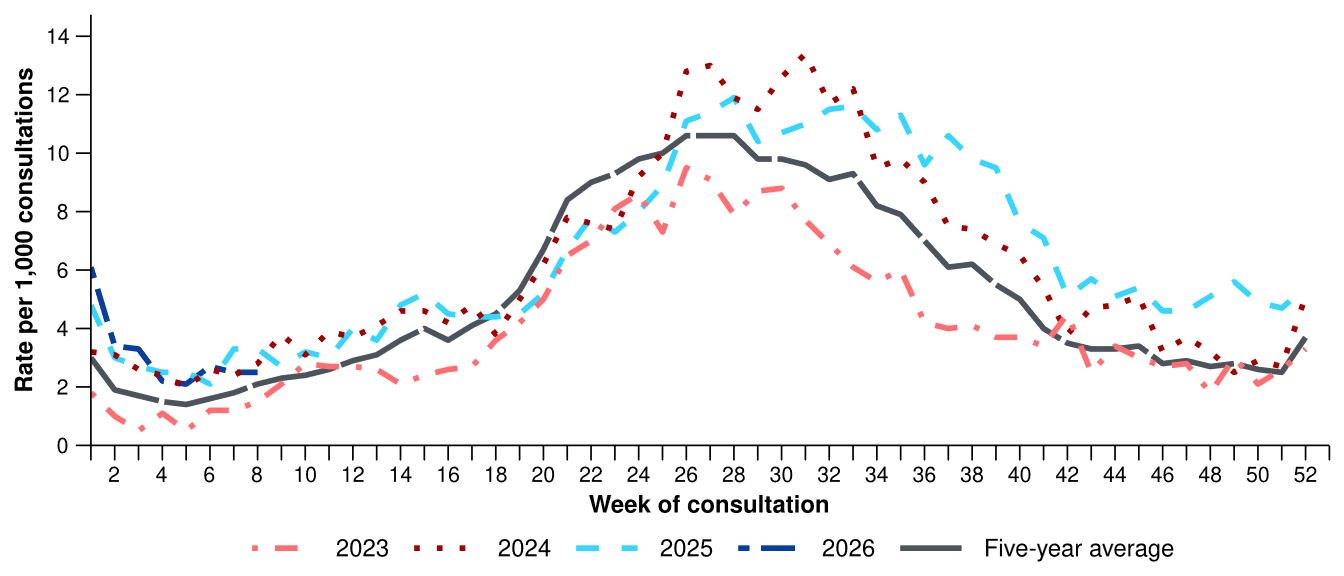 Rate per 1,000 consultations
14
12
10
8
6
4
2
0
2 4 6 8 10 12 14 16 18 20 22 24 26 28 30 32 34 36 38 40 42 44 46 48 50 52
Week of consultation
2023 2024 2025 2026 Five-year average